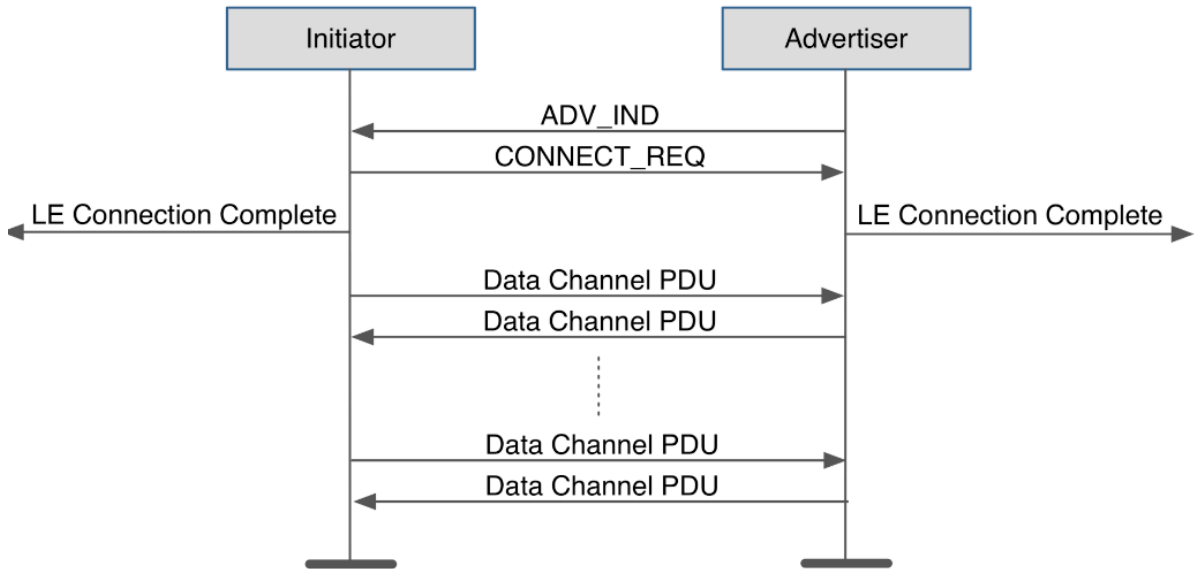 Initiator
Advertiser
ADV_IND
CONNECT_REQ
LE Connection Complete
LE Connection Complete
Data Channel PDU
Data Channel PDU
Data Channel PDU
Data Channel PDU